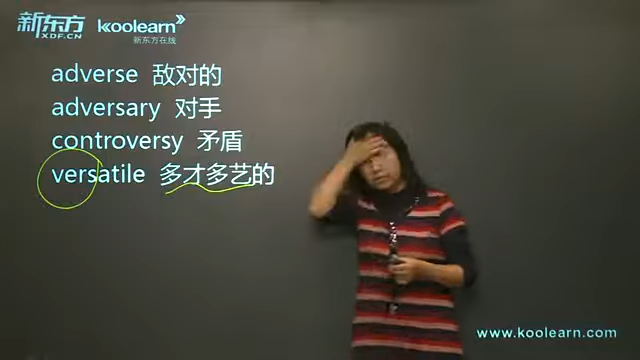 新东方 koolearn
XDF.CN 新东方在线
adverse 敌对的
adversary 对手
controversy 矛盾
versatile 多才多艺的
www.koolearn.com